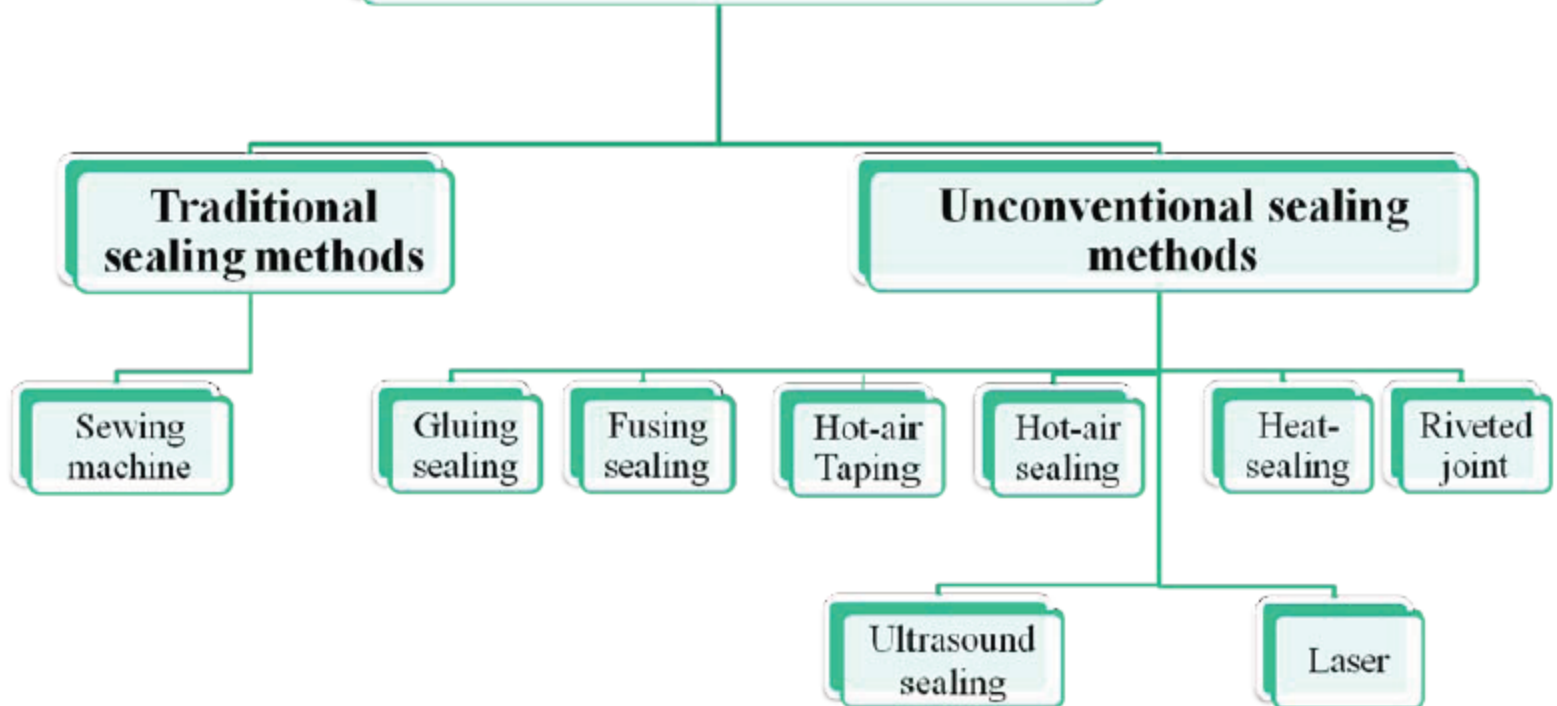 Traditional
sealing methods
Unconventional sealing
methods
Sewing
machine
Gluing
sealing
Fusing
sealing
Hot-air
Taping
Hot-air
sealing
Heat-
sealing
Riveted
joint
Ultrasound
sealing
Laser